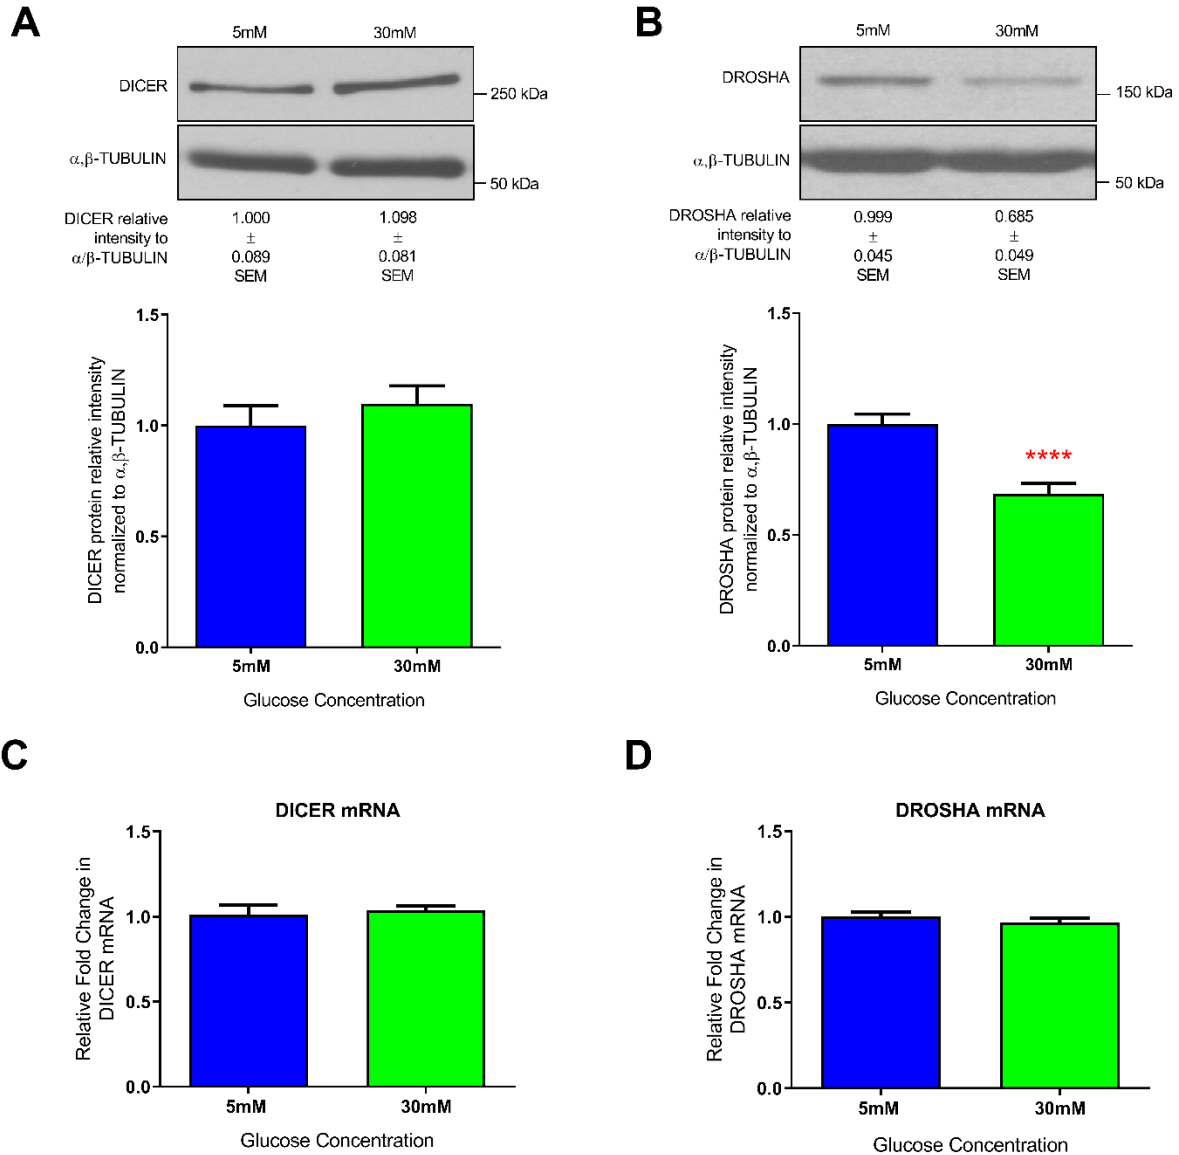 A
5mM 30mM
DICER
250 kDa
α,β-TUBULIN
50 kDa
DICER relative 1.000 1.098
intensity to ± ±
α/β-TUBULIN 0.089 0.081
SEM SEM
1.5
1.0
0.5
0.0
DICER protein relative intensity
normalized to α,β-TUBULIN
5mM 30mM
Glucose Concentration
B
5mM 30mM
DROSHA
150 kDa
α,β-TUBULIN
50 kDa
DROSHA relative 0.999 0.685
intensity to ± ±
α/β-TUBULIN 0.045 0.049
SEM SEM
1.5
1.0
0.5
0.0
DROSHA protein relative intensity
normalized to α,β-TUBULIN
****
5mM 30mM
Glucose Concentration
C
DICER mRNA
1.5
1.0
0.5
0.0
Relative Fold Change in
DICER mRNA
5mM 30mM
Glucose Concentration
D
DROSHA mRNA
1.5
1.0
0.5
0.0
Relative Fold Change in
DROSHA mRNA
5mM 30mM
Glucose Concentration